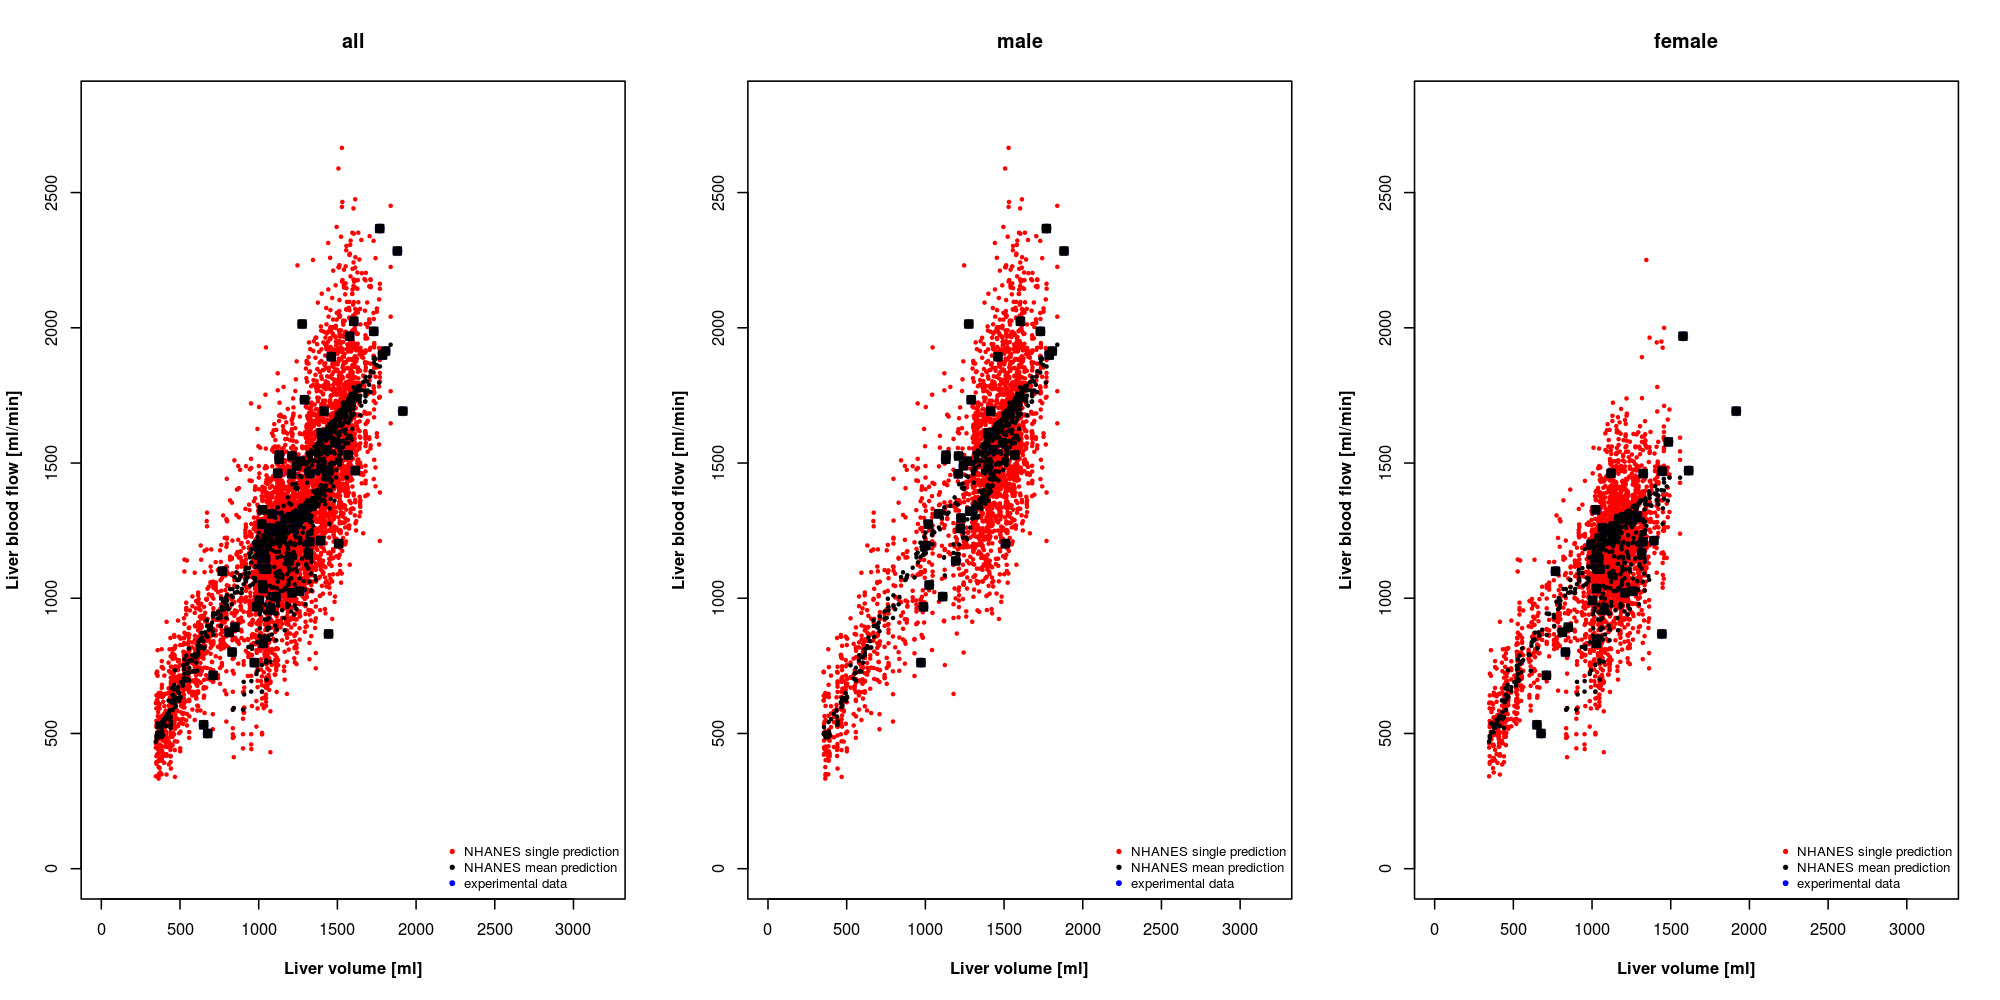 all
Liver blood flow [ml/min]
2500
2000
1500
1000
500
0
NHANES single prediction
NHANES mean prediction
experimental data
0 500 1000 1500 2000 2500 3000
Liver volume [ml]
male
Liver blood flow [ml/min]
2500
2000
1500
1000
500
0
NHANES single prediction
NHANES mean prediction
experimental data
0 500 1000 1500 2000 2500 3000
Liver volume [ml]
female
Liver blood flow [ml/min]
2500
2000
1500
1000
500
0
NHANES single prediction
NHANES mean prediction
experimental data
0 500 1000 1500 2000 2500 3000
Liver volume [ml]